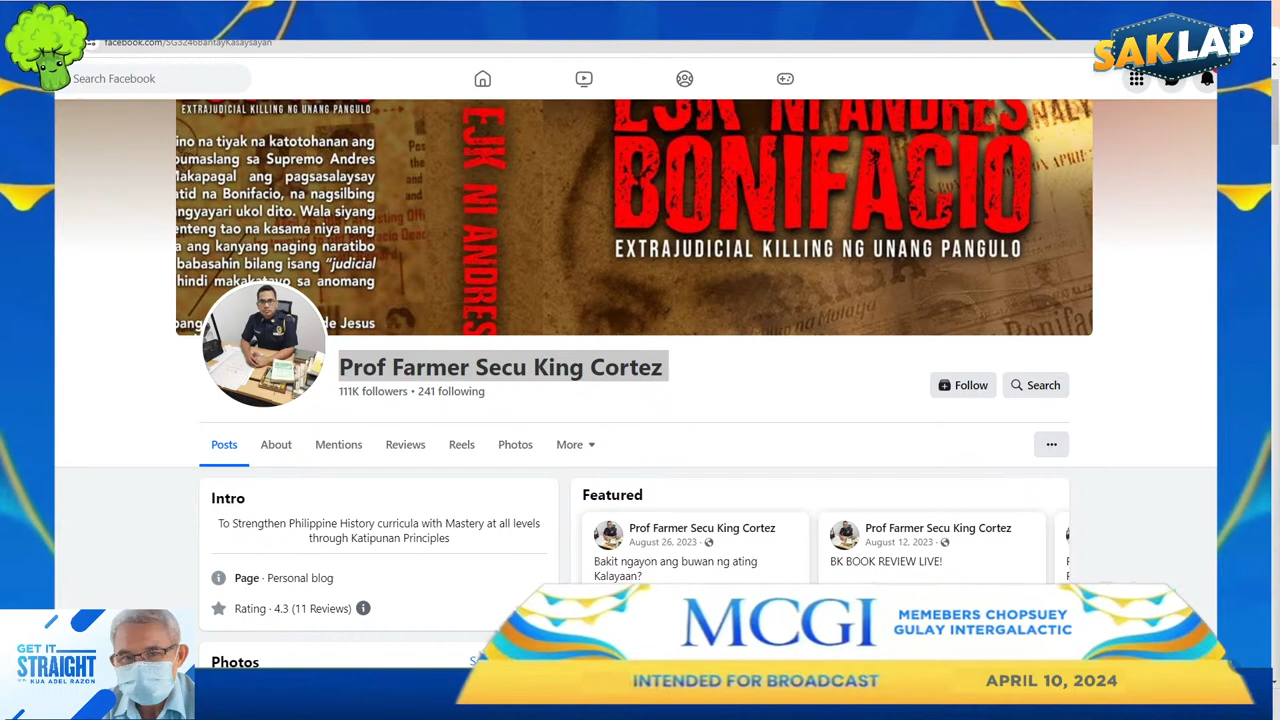 facebook.com/SG3246BantayKasaysayan
SAKLAP
Search Facebook
EXTRAJUDICIAL KILLING NG UNANG PANGULO
ino na tiyak na katotohanan ang
pumaslang sa Supremo Andres
Makapagal ang pagsasalaysay
atid na Bonifacio, na nagsilbing
ngyayari ukol dito. Wala siyang
enteng tao na kasama niya nang
a ang kanyang naging naratibo
babasahin bilang isang "judicial
hindi makakatayo sa anomang
de Jesus
EJK NI ANDRES
EJK NI ANDRES
BONIFACIO
EXTRAJUDICIAL KILLING NG UNANG PANGULO
Prof Farmer Secu King Cortez
111K followers • 241 following
Follow
Search
Posts
About
Mentions
Reviews
Reels
Photos
More
Intro
To Strengthen Philippine History curricula with Mastery at all levels
through Katipunan Principles
Page · Personal blog
Rating · 4.3 (11 Reviews)
Photos
Featured
Prof Farmer Secu King Cortez
August 26, 2023
Bakit ngayon ang buwan ng ating
Kalayaan?
Prof Farmer Secu King Cortez
August 12, 2023
BK BOOK REVIEW LIVE!
GET IT
STRAIGHT
KUA ADEL RAZON
MCGI
MEMEBERS CHOPSUEY
GULAY INTERGALACTIC
INTENDED FOR BROADCAST
APRIL 10, 2024